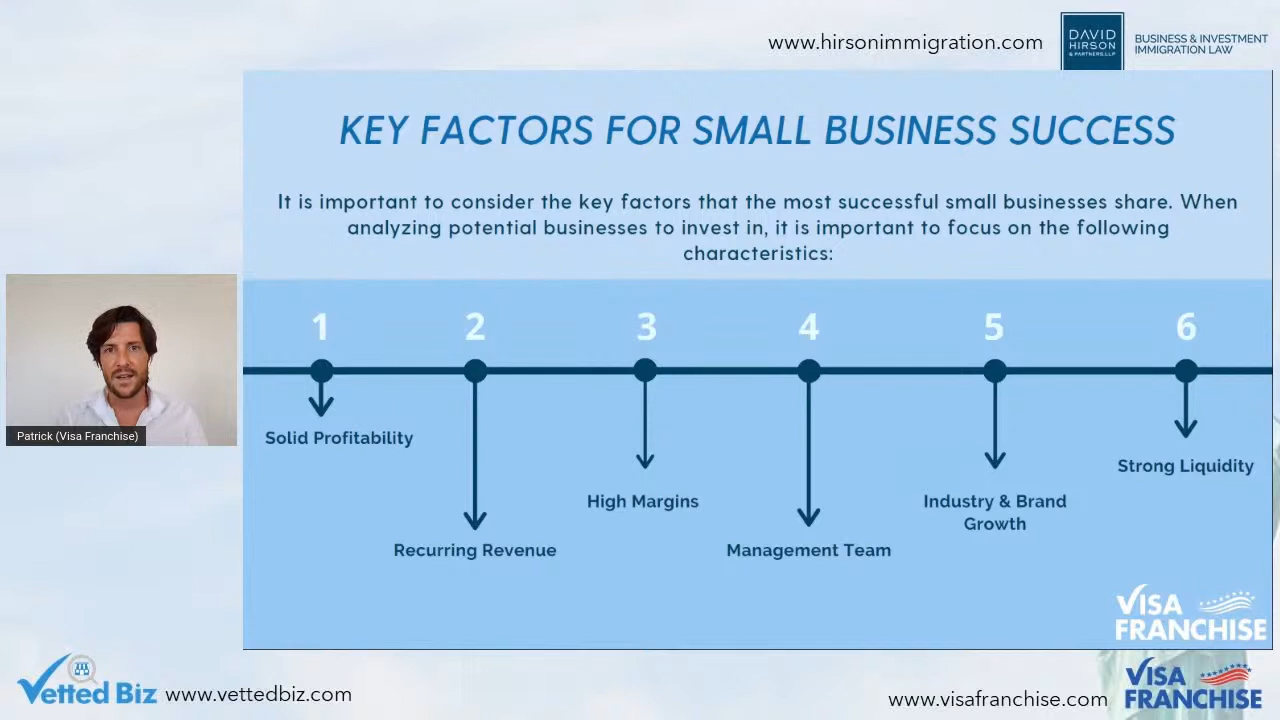 www.hirsonimmigration.com
DAVID
HIRSON
& PARTNERS, LLP
BUSINESS & INVESTMENT
IMMIGRATION LAW
KEY FACTORS FOR SMALL BUSINESS SUCCESS
It is important to consider the key factors that the most successful small businesses share. When
analyzing potential businesses to invest in, it is important to focus on the following
characteristics:
1
2
3
4
5
6
Solid Profitability
Recurring Revenue
High Margins
Management Team
Industry & Brand
Growth
Strong Liquidity
Patrick (Visa Franchise)
VISA
FRANCHISE
Vetted Biz
www.vettedbiz.com
www.visafranchise.com
VISA
FRANCHISE